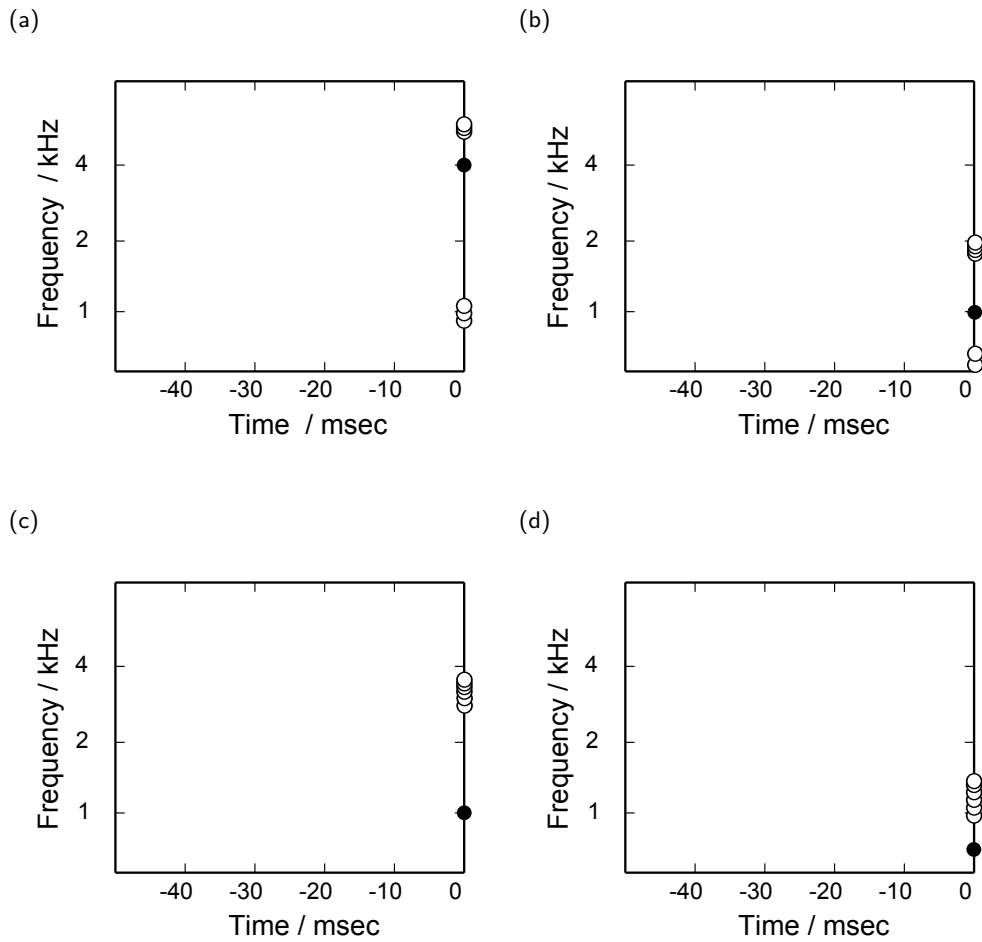 (a)
Frequency / kHz
4
2
1
-40 -30 -20 -10 0
Time / msec
(b)
Frequency / kHz
4
2
1
-40 -30 -20 -10 0
Time / msec
(c)
Frequency / kHz
4
2
1
-40 -30 -20 -10 0
Time / msec
(d)
Frequency / kHz
4
2
1
-40 -30 -20 -10 0
Time / msec